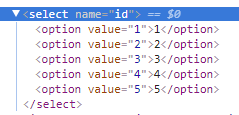 ▼<select name="id"> == $0
<option value="1">1</option>
<option value="2">2</option>
<option value="3">3</option>
<option value="4">4</option>
<option value="5">5</option>
</select>